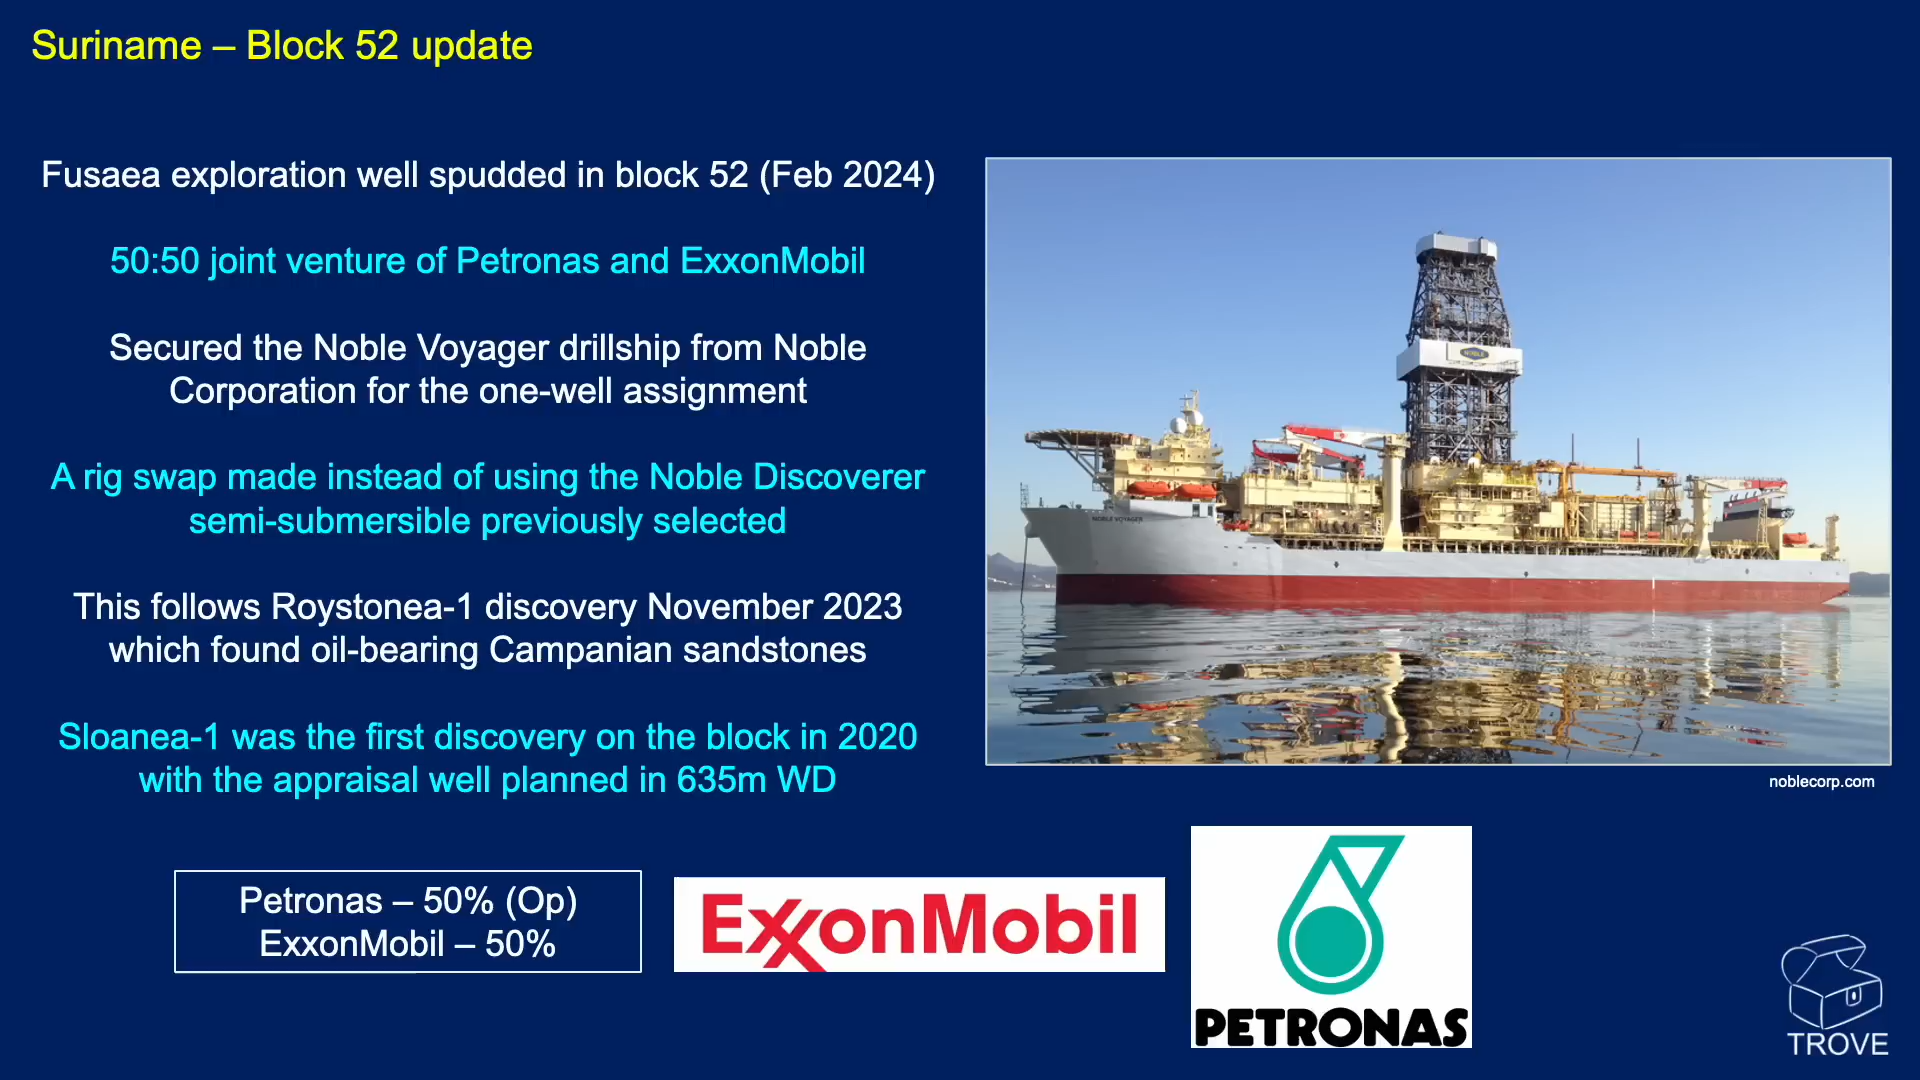 Suriname – Block 52 update
Fusaea exploration well spudded in block 52 (Feb 2024)
50:50 joint venture of Petronas and ExxonMobil
Secured the Noble Voyager drillship from Noble
Corporation for the one-well assignment
A rig swap made instead of using the Noble Discoverer
semi-submersible previously selected
This follows Roystonea-1 discovery November 2023
which found oil-bearing Campanian sandstones
Sloanea-1 was the first discovery on the block in 2020
with the appraisal well planned in 635m WD
NOBLE
NOBLE VOYAGER
noblecorp.com
Petronas – 50% (Op)
ExxonMobil – 50%
ExxonMobil
PETRONAS
TROVE